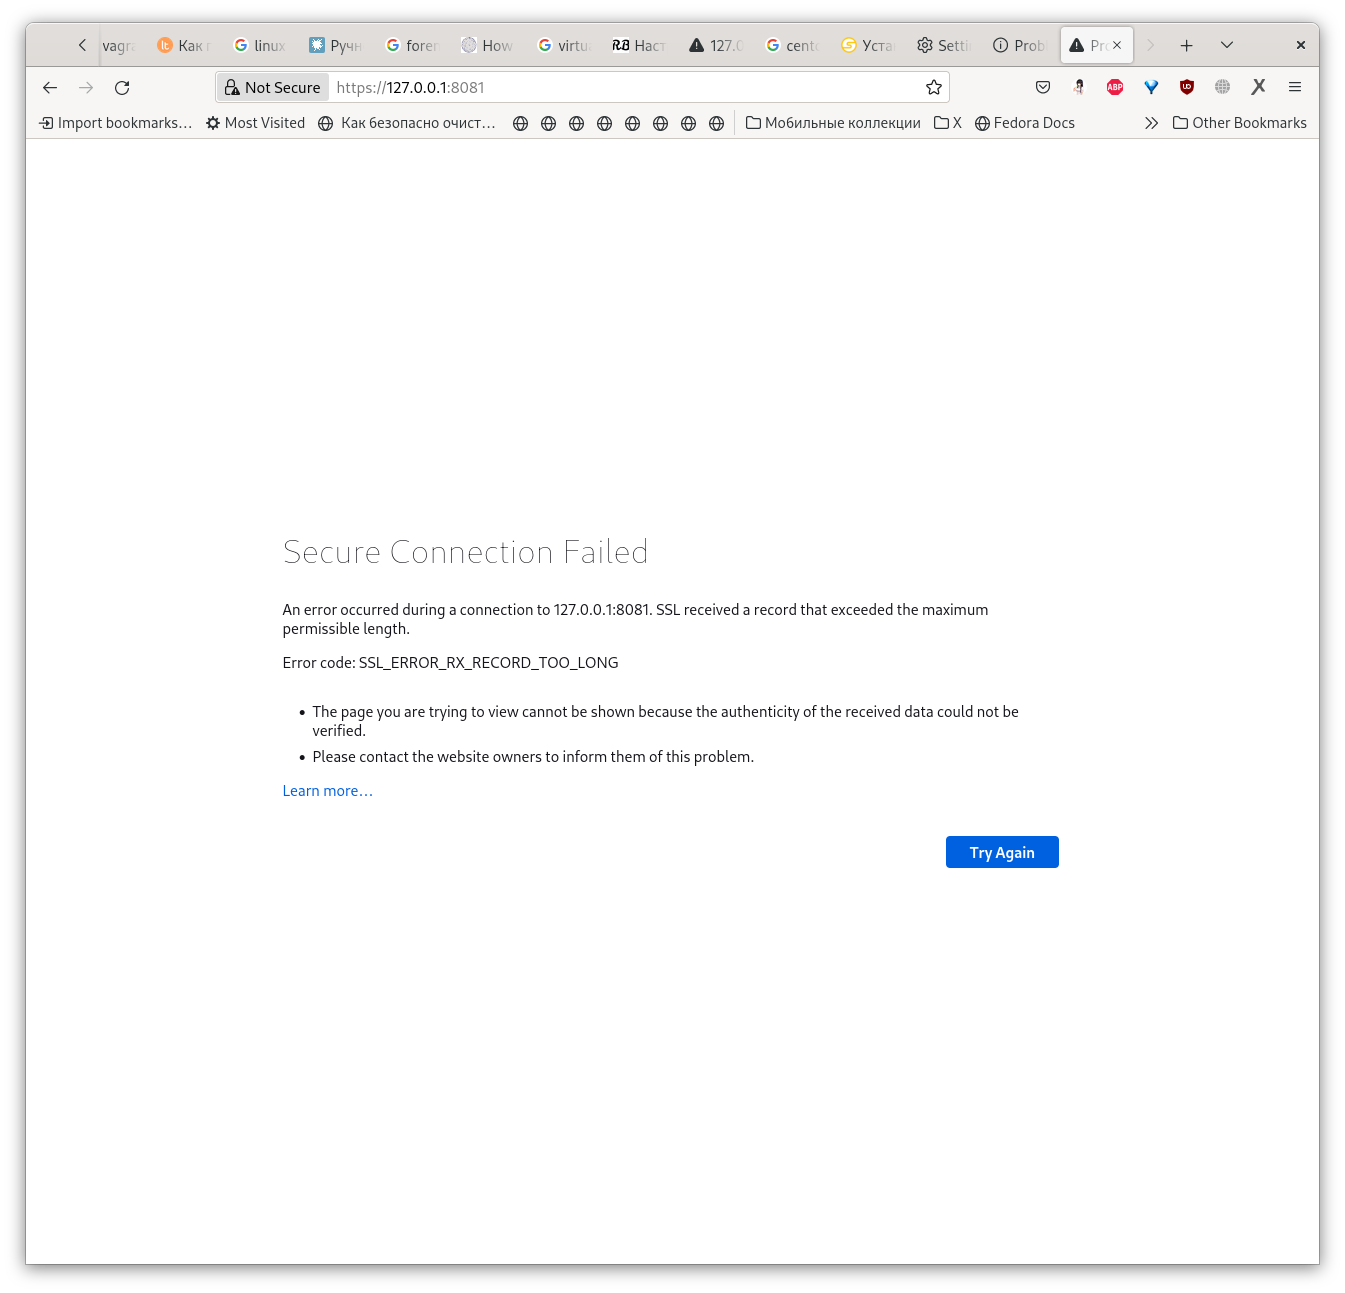 vagra Как linux Ручн forer How virtu Наст 127.0 cento Уста Setti Prob Pro
Not Secure https://127.0.0.1:8081
Import bookmarks... Most Visited Как безопасно очист... Мобильные коллекции X Fedora Docs Other Bookmarks
Secure Connection Failed
An error occurred during a connection to 127.0.0.1:8081. SSL received a record that exceeded the maximum
permissible length.
Error code: SSL_ERROR_RX_RECORD_TOO_LONG
• The page you are trying to view cannot be shown because the authenticity of the received data could not be
verified.
• Please contact the website owners to inform them of this problem.
Learn more...
Try Again